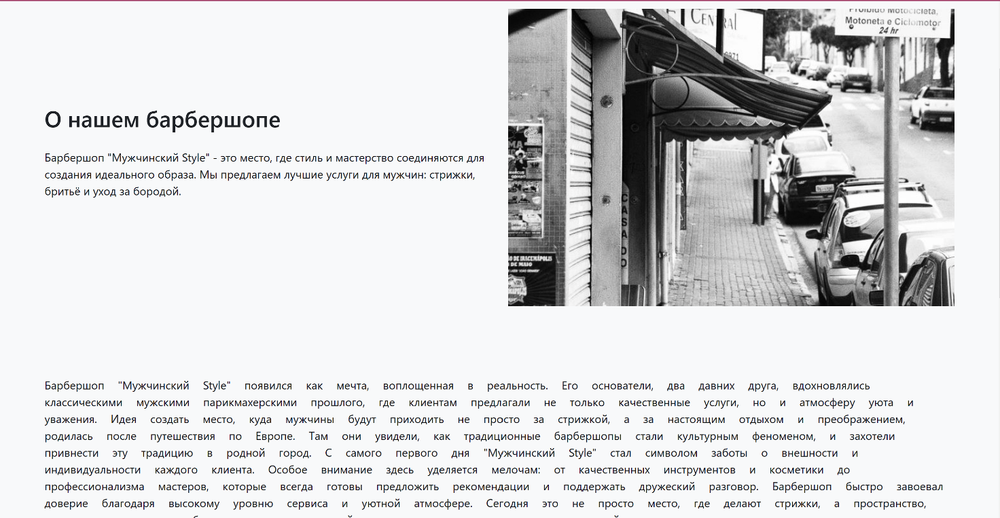 Proibido Motocicleta,
Motoneta e Ciclomotor
24 hr
CENTRAL
CASADO
MARCUS
DE MAIO
О нашем барбершопе
Барбершоп "Мужчинский Style" - это место, где стиль и мастерство соединяются для
создания идеального образа. Мы предлагаем лучшие услуги для мужчин: стрижки,
бритьё и уход за бородой.
Барбершоп "Мужчинский Style" появился как мечта, воплощенная в реальность. Его основатели, два давних друга, вдохновлялись
классическими мужскими парикмахерскими прошлого, где клиентам предлагали не только качественные услуги, но и атмосферу уюта и
уважения. Идея создать место, куда мужчины будут приходить не просто за стрижкой, а за настоящим отдыхом и преображением,
родилась после путешествия по Европе. Там они увидели, как традиционные барбершопы стали культурным феноменом, и захотели
привнести эту традицию в родной город. С самого первого дня "Мужчинский Style" стал символом заботы о внешности и
индивидуальности каждого клиента. Особое внимание здесь уделяется мелочам: от качественных инструментов и косметики до
профессионализма мастеров, которые всегда готовы предложить рекомендации и поддержать дружеский разговор. Барбершоп быстро завоевал
доверие благодаря высокому уровню сервиса и уютной атмосфере. Сегодня это не просто место, где делают стрижки, а пространство,